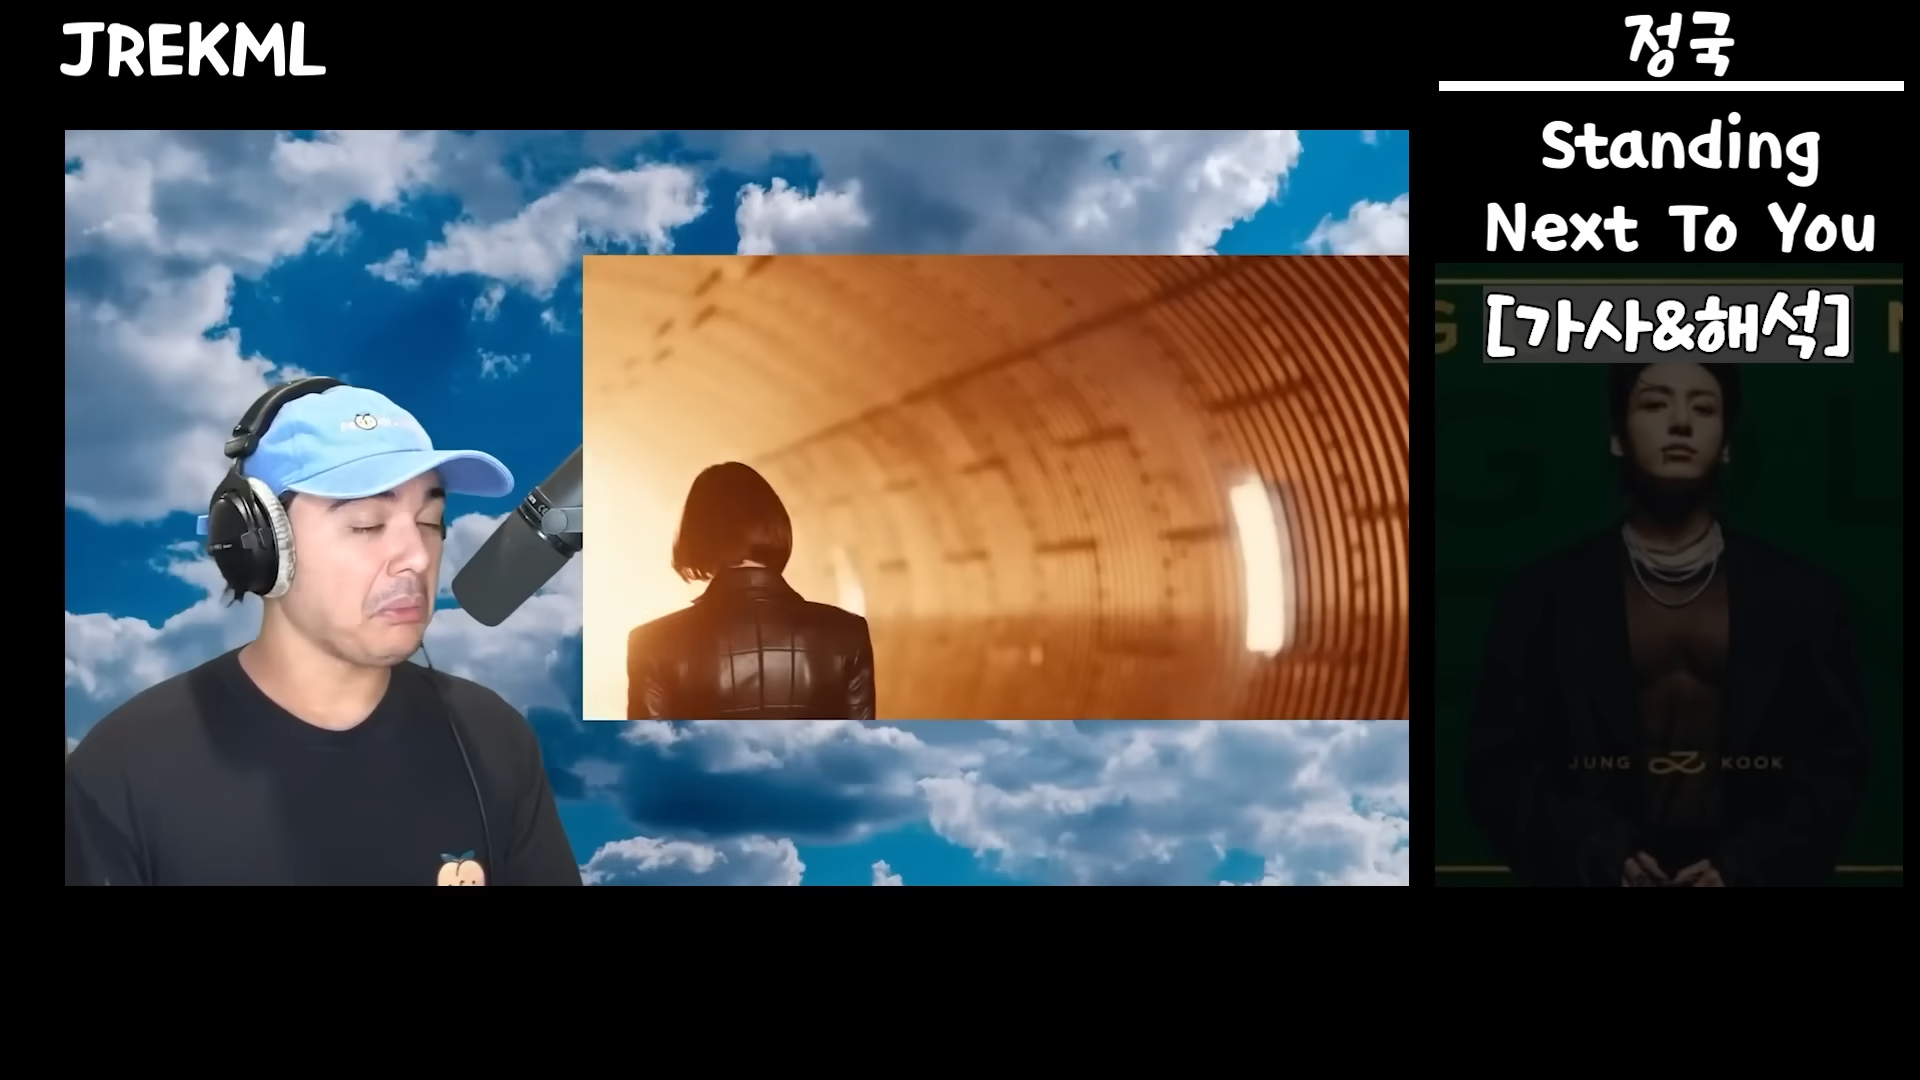 JREKML
정국
Standing
Next To You
[가사&해석]
JUNG KOOK